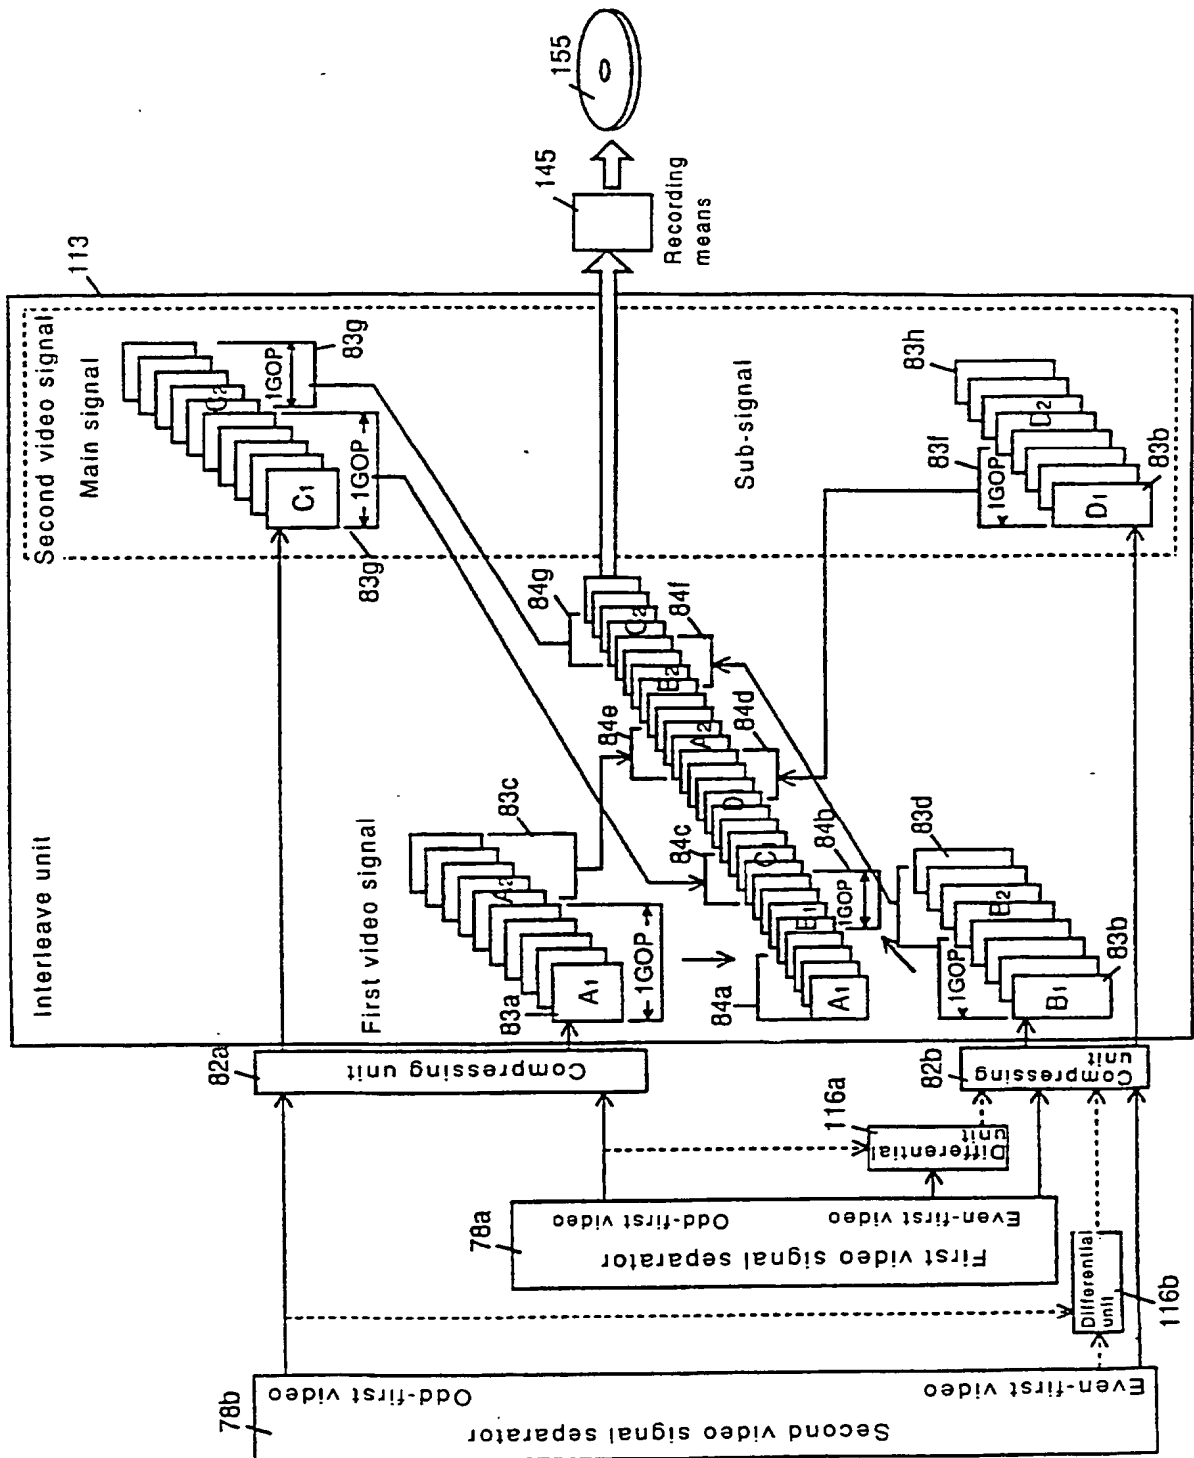 155
145
Recording
means
113
Second video signal
Main signal
C2
1GOP
83g
C1
1GOP
83g
Sub-signal
83h
D2
83f
1GOP
D1
83b
Interleave unit
First video signal
83c
A2
83a
A1
1GOP
84g
C2
84f
B2
84e
A2
84d
D
84c
C1
84b
B1
1GOP
84a
A1
83d
B2
1GOP
B1
83b
82a
Compressing unit
82b
Compressing
unit
116a
Differential
unit
78a
Odd-first video
Even-first video
First video signal separator
Differential
unit
116b
78b
Odd-first video
Even-first video
Second video signal separator